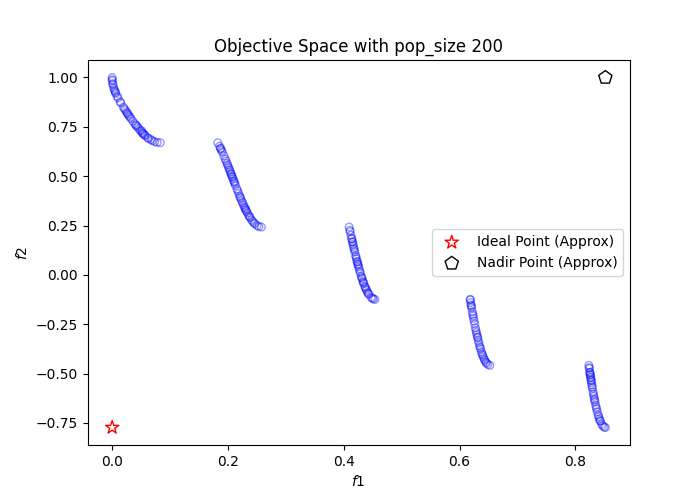 Objective Space with pop_size 200
1.00
0.75
0.50
0.25
0.00
−0.25
−0.50
−0.75
f2
Ideal Point (Approx)
Nadir Point (Approx)
0.0 0.2 0.4 0.6 0.8
f1